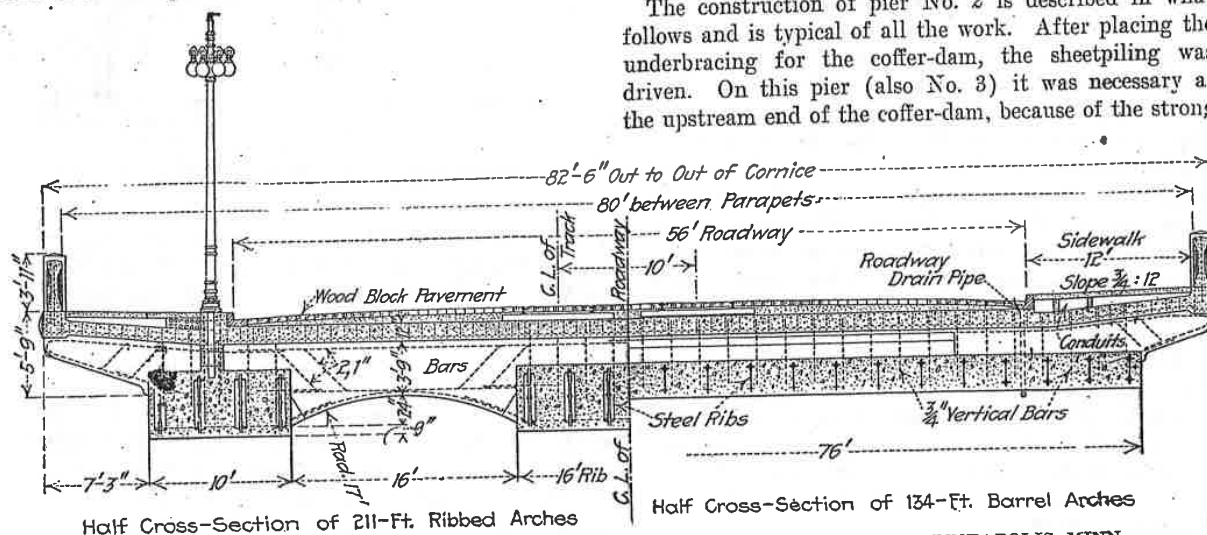 The construction of pier No. 2 is described in what
follows and is typical of all the work. After placing the
underbracing for the coffer-dam, the sheetpiling was
driven. On this pier (also No. 3) it was necessary a
the upstream end of the coffer-dam, because of the strong
82'-6" Out to Out of Cornice
80' between Parapets
56' Roadway
C.L. of
Track
10'
Roadway
Roadway
Drain Pipe
Sidewalk
12'
Slope 3/4 : 12
3'-11"
5'-9"
Wood Block Pavement
Bars
3'-9"
Conduits
Steel Ribs
3/4" Vertical Bars
Rad. 17'
9"
7'-3"
10'
16'
16' Rib
C.L. of
76'
Half Cross-Section of 211-Ft. Ribbed Arches
Half Cross-Section of 134-Ft. Barrel Arches